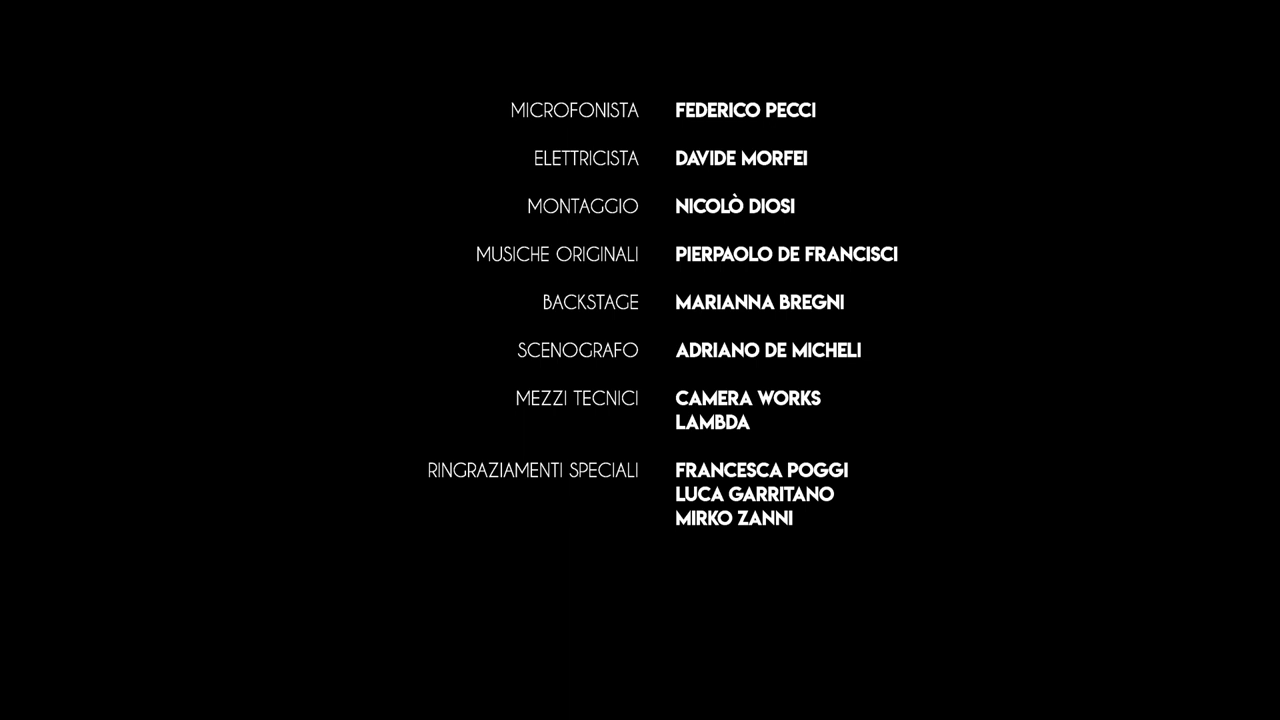 MICROFONISTA FEDERICO PECCI
ELETTRICISTA DAVIDE MORFEI
MONTAGGIO NICOLÒ DIOSI
MUSICHE ORIGINALI PIERPAOLO DE FRANCISCI
BACKSTAGE MARIANNA BREGNI
SCENOGRAFO ADRIANO DE MICHELI
MEZZI TECNICI CAMERA WORKS
LAMBDA
RINGRAZIAMENTI SPECIALI FRANCESCA POGGI
LUCA GARRITANO
MIRKO ZANNI